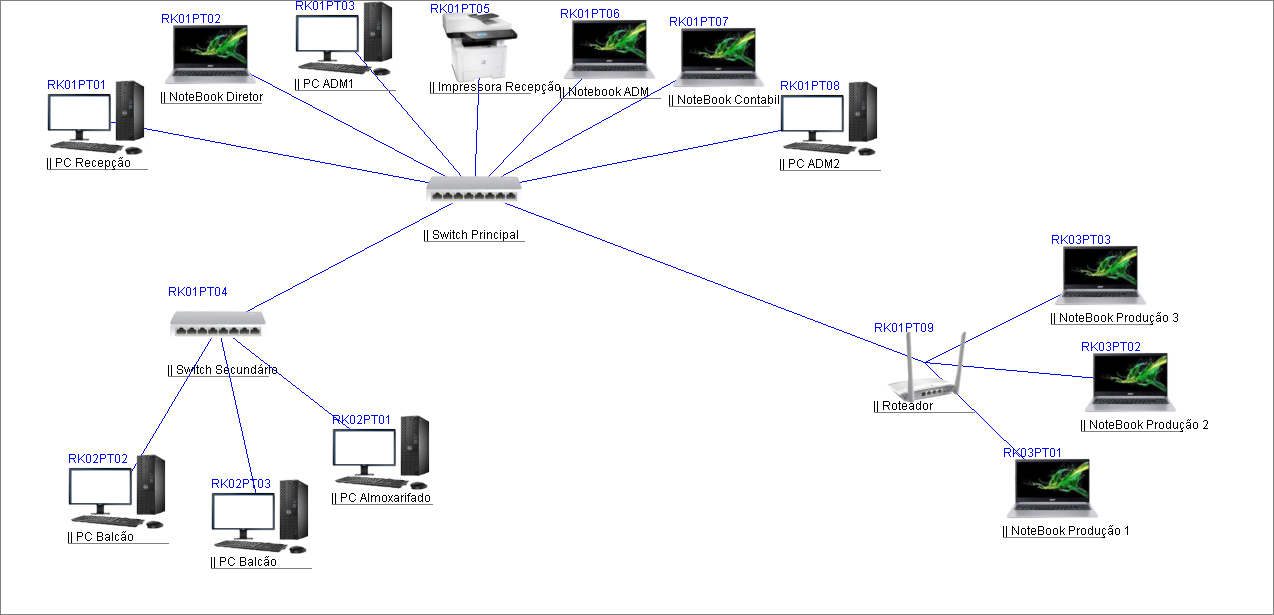 RK01PT01
|| PC Recepção
RK01PT02
|| NoteBook Diretor
RK01PT03
|| PC ADM1
RK01PT05
|| Impressora Recepção
RK01PT06
|| Notebook ADM
RK01PT07
|| NoteBook Contabil
RK01PT08
|| PC ADM2
|| Switch Principal
RK01PT04
|| Switch Secundário
RK02PT02
|| PC Balcão
RK02PT03
|| PC Balcão
RK02PT01
|| PC Almoxarifado
RK01PT09
|| Roteador
RK03PT03
|| NoteBook Produção 3
RK03PT02
|| NoteBook Produção 2
RK03PT01
|| NoteBook Produção 1